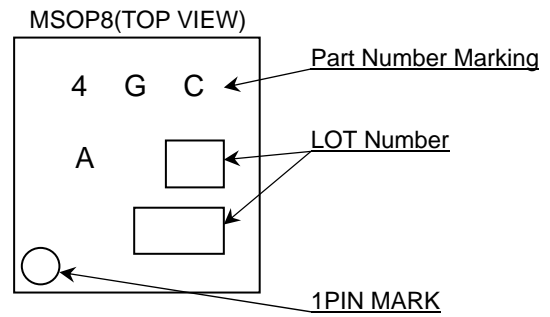 MSOP8(TOP VIEW)
Part Number Marking
4 G C
LOT Number
A
1PIN MARK